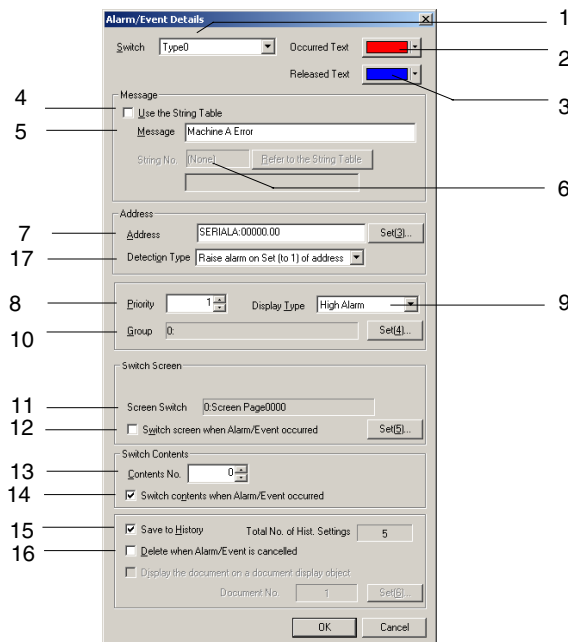 Alarm/Event Details
1
Switch Type0 Occurred Text
2
Released Text
3
4
Message
Use the String Table
5
Message Machine A Error
String No. (None) Refer to the String Table
6
Address
7
Address SERIALA:00000.00 Set(3)...
17
Detection Type Raise alarm on Set (to 1) of address
8
Priority 1 Display Type High Alarm
9
10
Group 0: Set(4)...
Switch Screen
11
Screen Switch 0:Screen Page0000
12
Switch screen when Alarm/Event occurred Set(5)...
Switch Contents
13
Contents No. 0
14
Switch contents when Alarm/Event occurred
15
Save to History Total No. of Hist. Settings 5
16
Delete when Alarm/Event is cancelled
Display the document on a document display object
Document No. 1 Set(6)...
OK Cancel